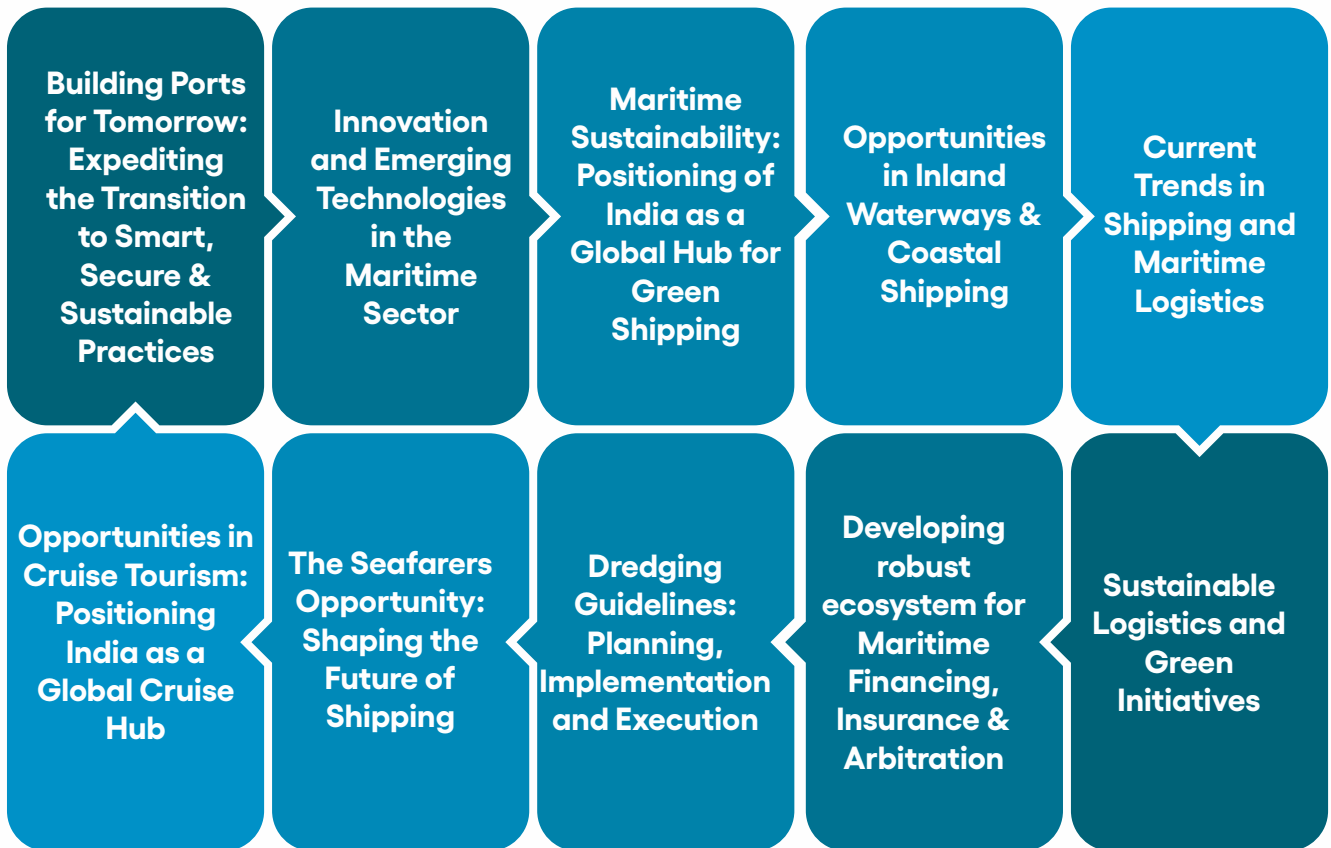 Building Ports
for Tomorrow:
Expediting
the Transition
to Smart,
Secure &
Sustainable
Practices
Innovation
and Emerging
Technologies
in the
Maritime
Sector
Maritime
Sustainability:
Positioning of
India as a
Global Hub for
Green
Shipping
Opportunities
in Inland
Waterways &
Coastal
Shipping
Current
Trends in
Shipping and
Maritime
Logistics
Sustainable
Logistics and
Green
Initiatives
Developing
robust
ecosystem for
Maritime
Financing,
Insurance &
Arbitration
Dredging
Guidelines:
Planning,
Implementation
and Execution
The Seafarers
Opportunity:
Shaping the
Future of
Shipping
Opportunities in
Cruise Tourism:
Positioning
India as a
Global Cruise
Hub